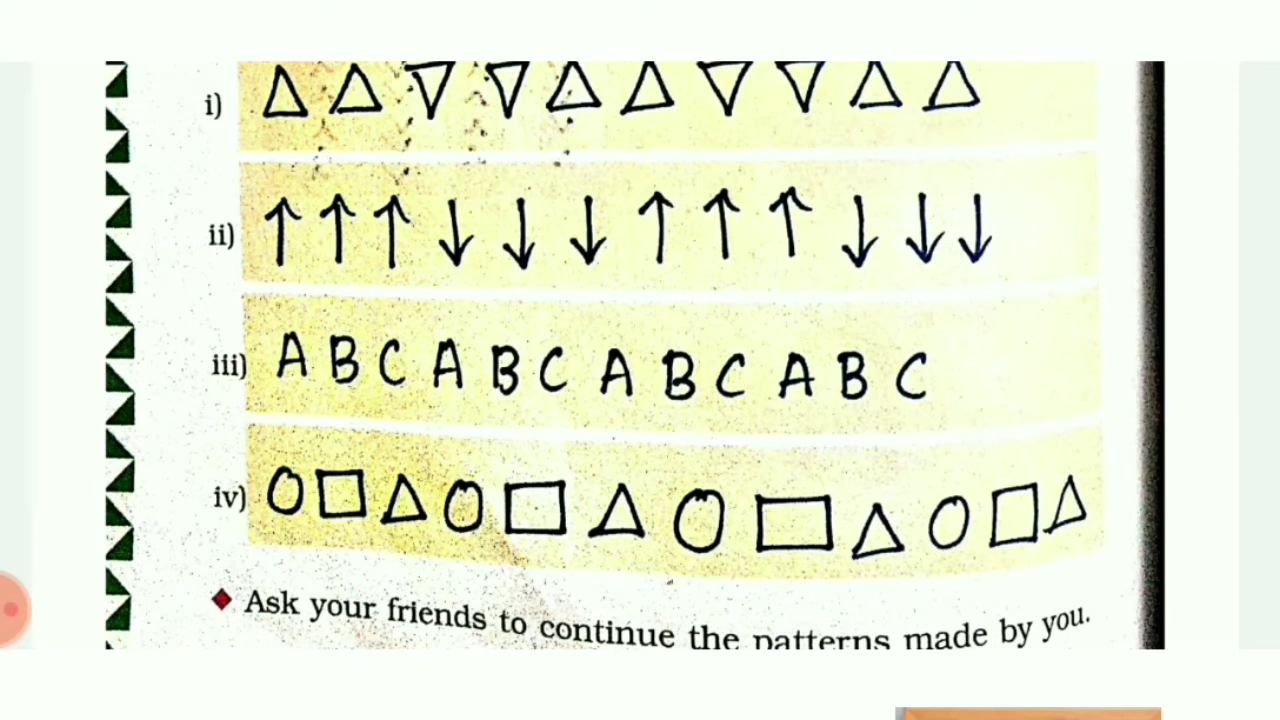 i) △ △ ▽ ▽ △ △ ▽ ▽ △ △
ii) ↑ ↑ ↑ ↓ ↓ ↓ ↑ ↑ ↑ ↓ ↓ ↓
iii) A B C A B C A B C A B C
iv) ○ □ △ ○ □ △ ○ □ △ ○ □ △
◆ Ask your friends to continue the patterns made by you.